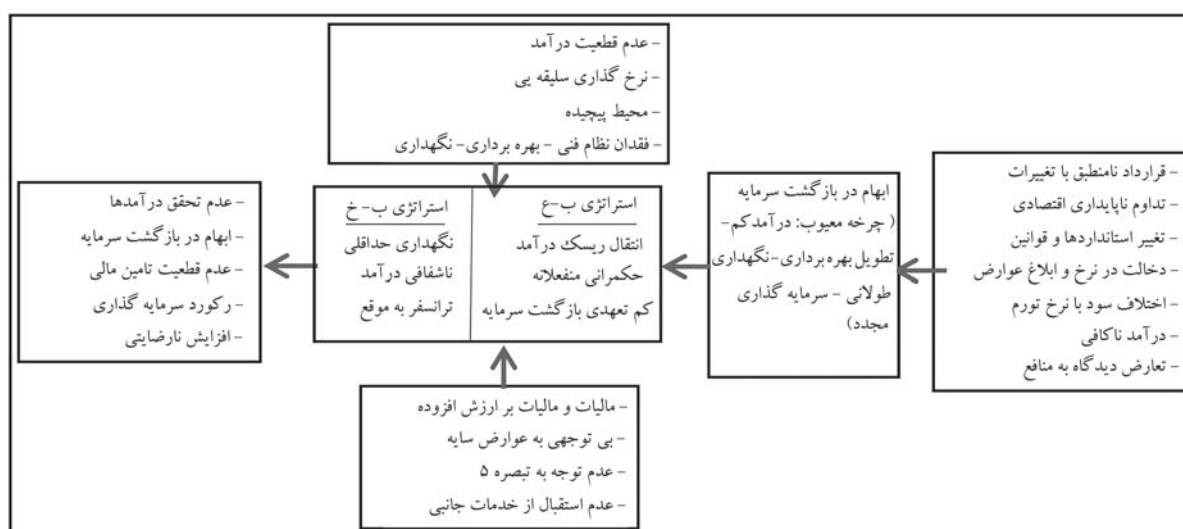 - عدم قطعیت درآمد
- نرخ گذاری سلیقه یی
- محیط پیچیده
- فقدان نظام فنی - بهره برداری- نگهداری
- قرارداد نامنطبق با تغییرات
- تداوم ناپایداری اقتصادی
- تغییر استانداردها و قوانین
- دخالت در نرخ و ابلاغ عوارض
- اختلاف سود با نرخ تورم
- درآمد ناکافی
- تعارض دیدگاه به منافع
ابهام در بازگشت سرمایه
( چرخه معیوب: درآمدکم-
تطویل بهره برداری-نگهداری
طولانی - سرمایه گذاری
مجدد)
استراتژی ب-ع
انتقال ریسک درآمد
حکمرانی منفعلانه
کم تعهدی بازگشت سرمایه
استراتژی ب- خ
نگهداری حداقلی
ناشفافی درآمد
ترانسفر به موقع
- عدم تحقق درآمدها
- ابهام در بازگشت سرمایه
- عدم قطعیت تامین مالی
- رکورد سرمایه گذاری
- افزایش نارضایتی
- مالیات و مالیات بر ارزش افزوده
- بی توجهی به عوارض سایه
- عدم توجه به تبصره ۵
- عدم استقبال از خدمات جانبی